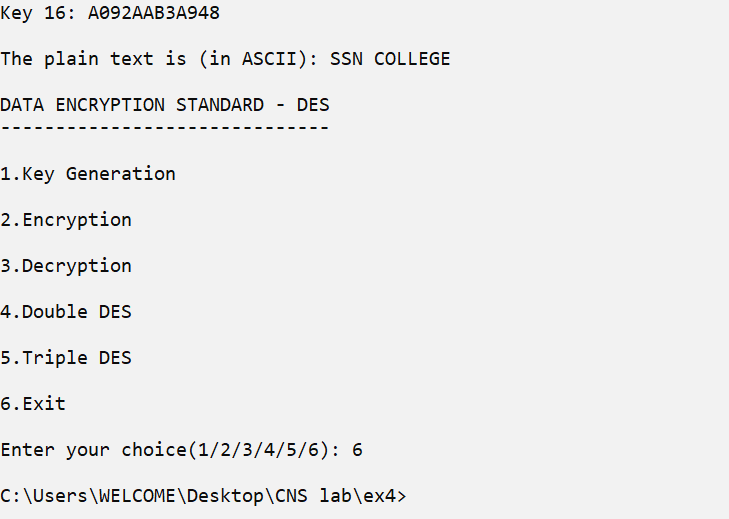 Key 16: A092AAB3A948
The plain text is (in ASCII): SSN COLLEGE
DATA ENCRYPTION STANDARD - DES
------------------------------
1.Key Generation
2.Encryption
3.Decryption
4.Double DES
5.Triple DES
6.Exit
Enter your choice(1/2/3/4/5/6): 6
C:\Users\WELCOME\Desktop\CNS lab\ex4>